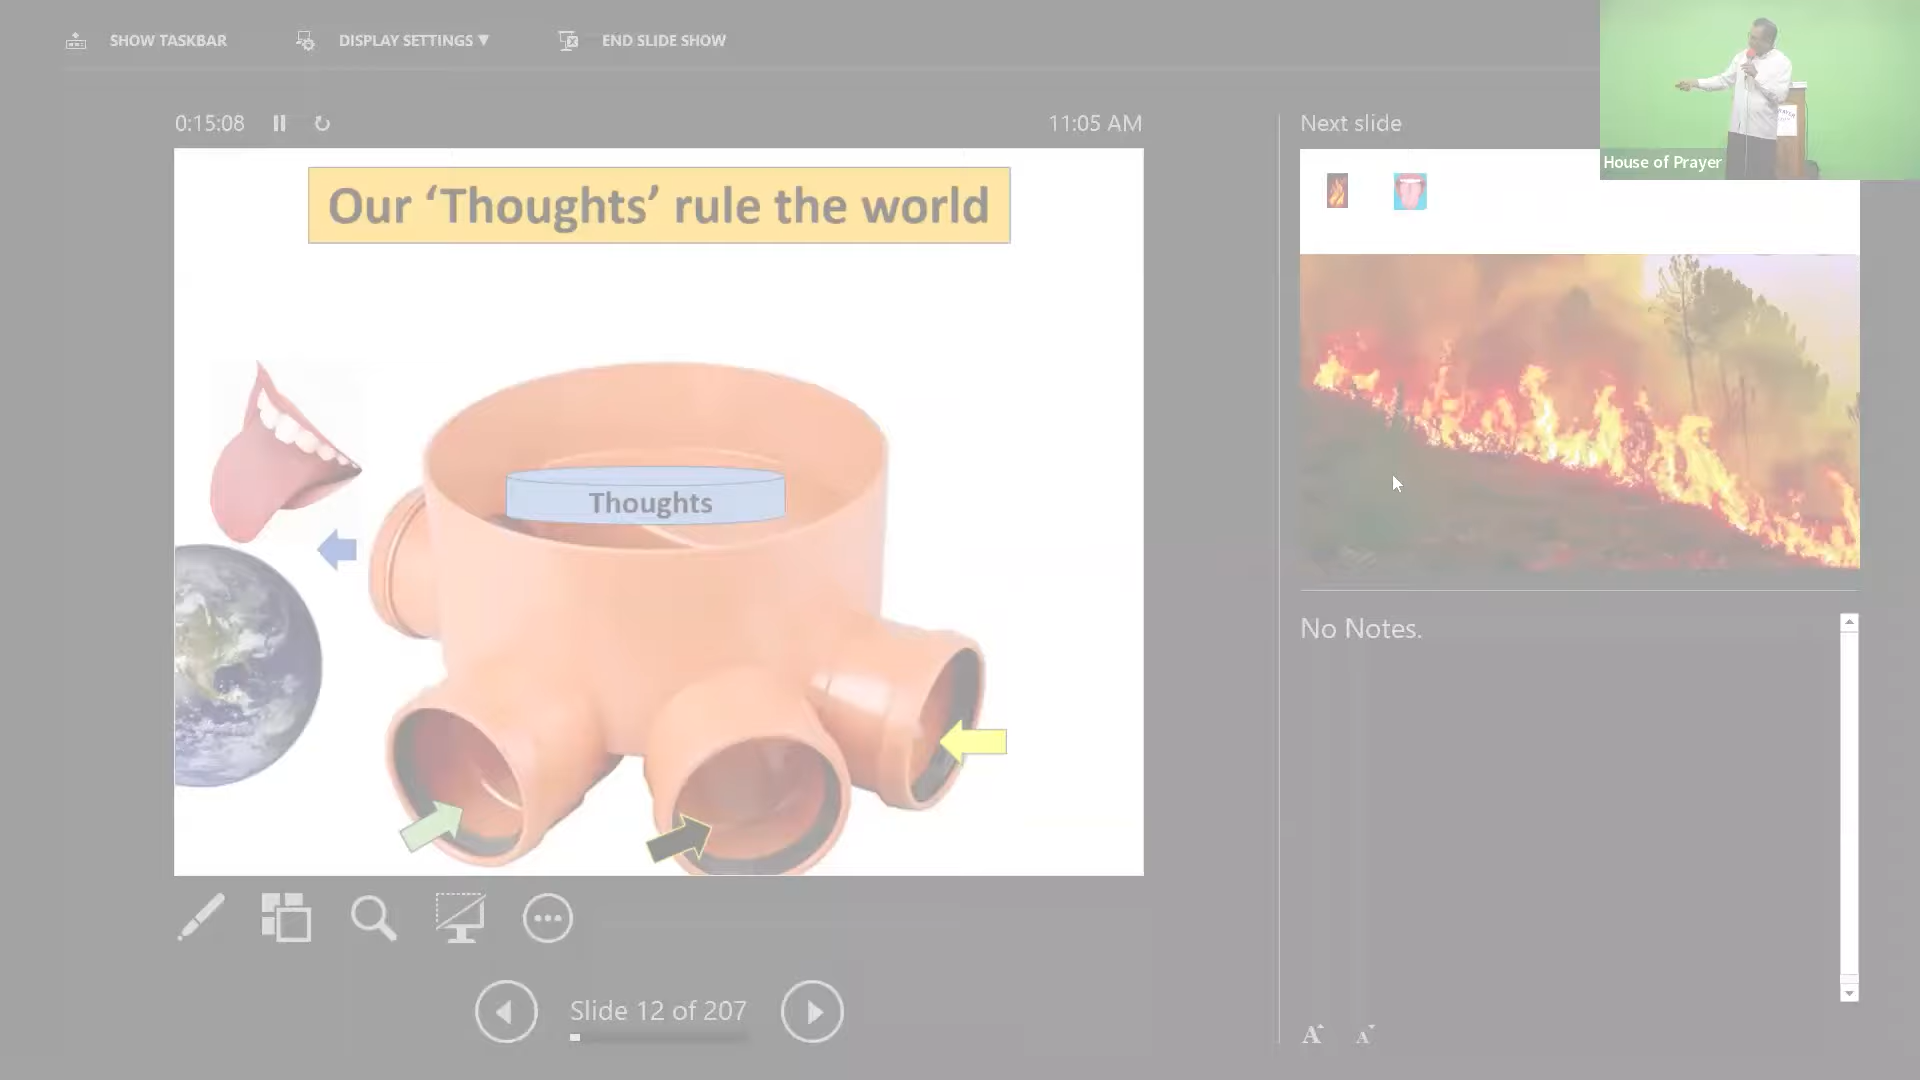 SHOW TASKBAR
DISPLAY SETTINGS ▼
END SLIDE SHOW
0:15:08
11:05 AM
Next slide
House of Prayer
Our ‘Thoughts’ rule the world
Thoughts
No Notes.
Slide 12 of 207
A A